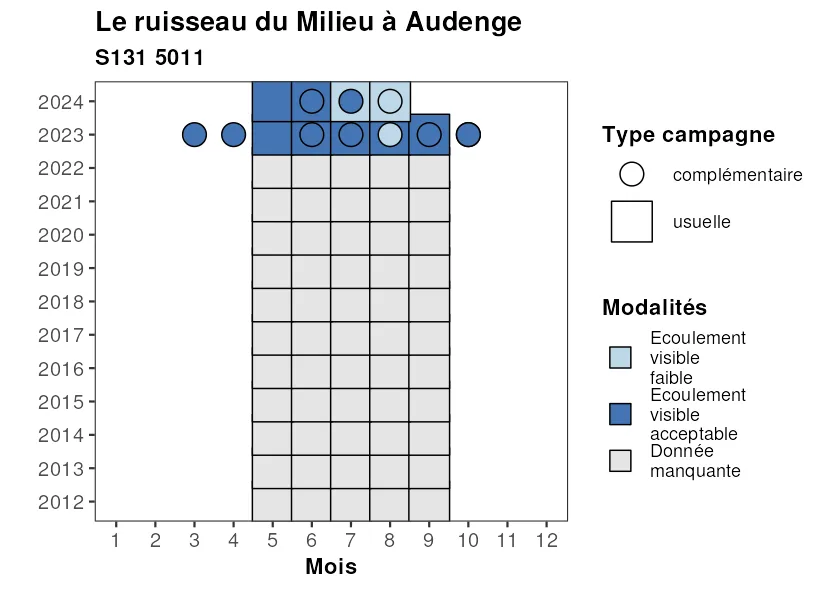 Le ruisseau du Milieu à Audenge
S131 5011
2024
2023
2022
2021
2020
2019
2018
2017
2016
2015
2014
2013
2012
1 2 3 4 5 6 7 8 9 10 11 12
Mois
Type campagne
complémentaire
usuelle
Modalités
Ecoulement
visible
faible
Ecoulement
visible
acceptable
Donnée
manquante